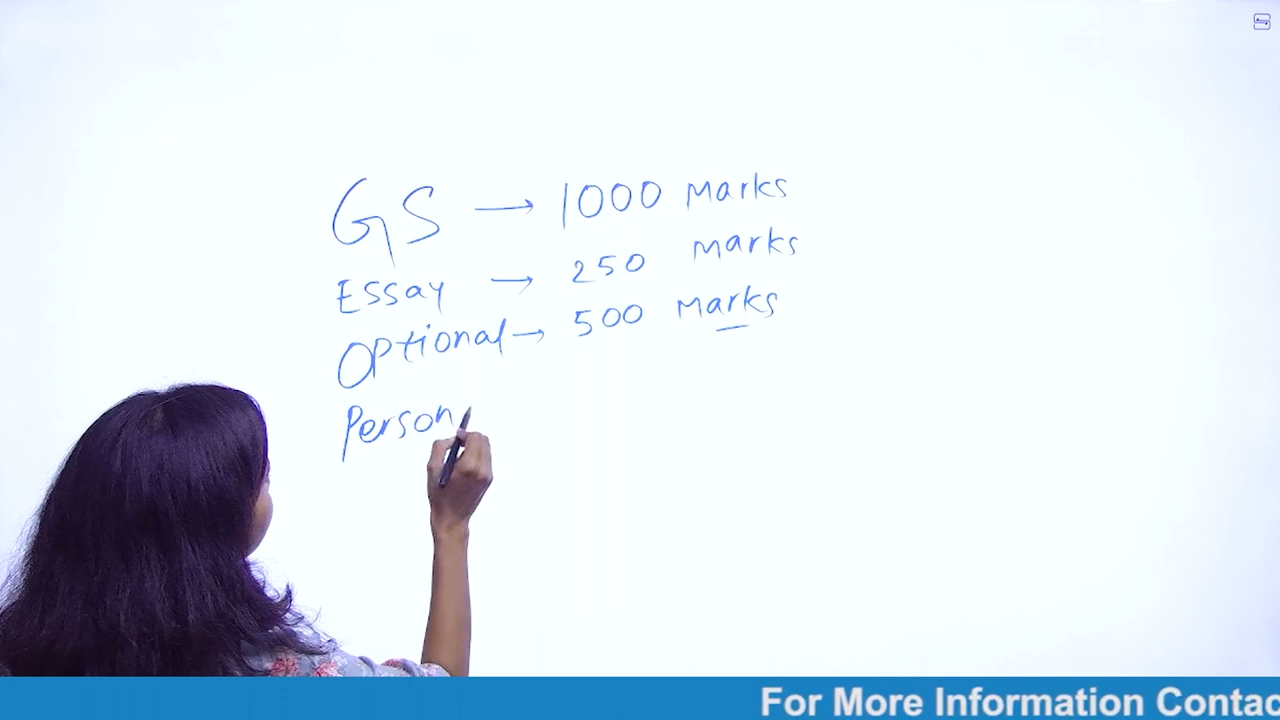 GS → 1000 Marks
Essay → 250 Marks
Optional → 500 Marks
Person
For More Information Contac